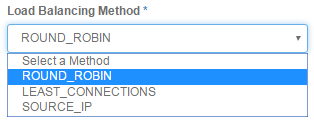 Load Balancing Method *
ROUND_ROBIN
Select a Method
ROUND_ROBIN
LEAST_CONNECTIONS
SOURCE_IP